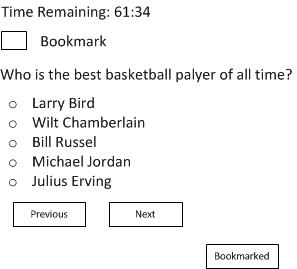 Time Remaining: 61:34
Bookmark
Who is the best basketball palyer of all time?
Larry Bird
Wilt Chamberlain
Bill Russel
Michael Jordan
Julius Erving
Previous Next
Bookmarked